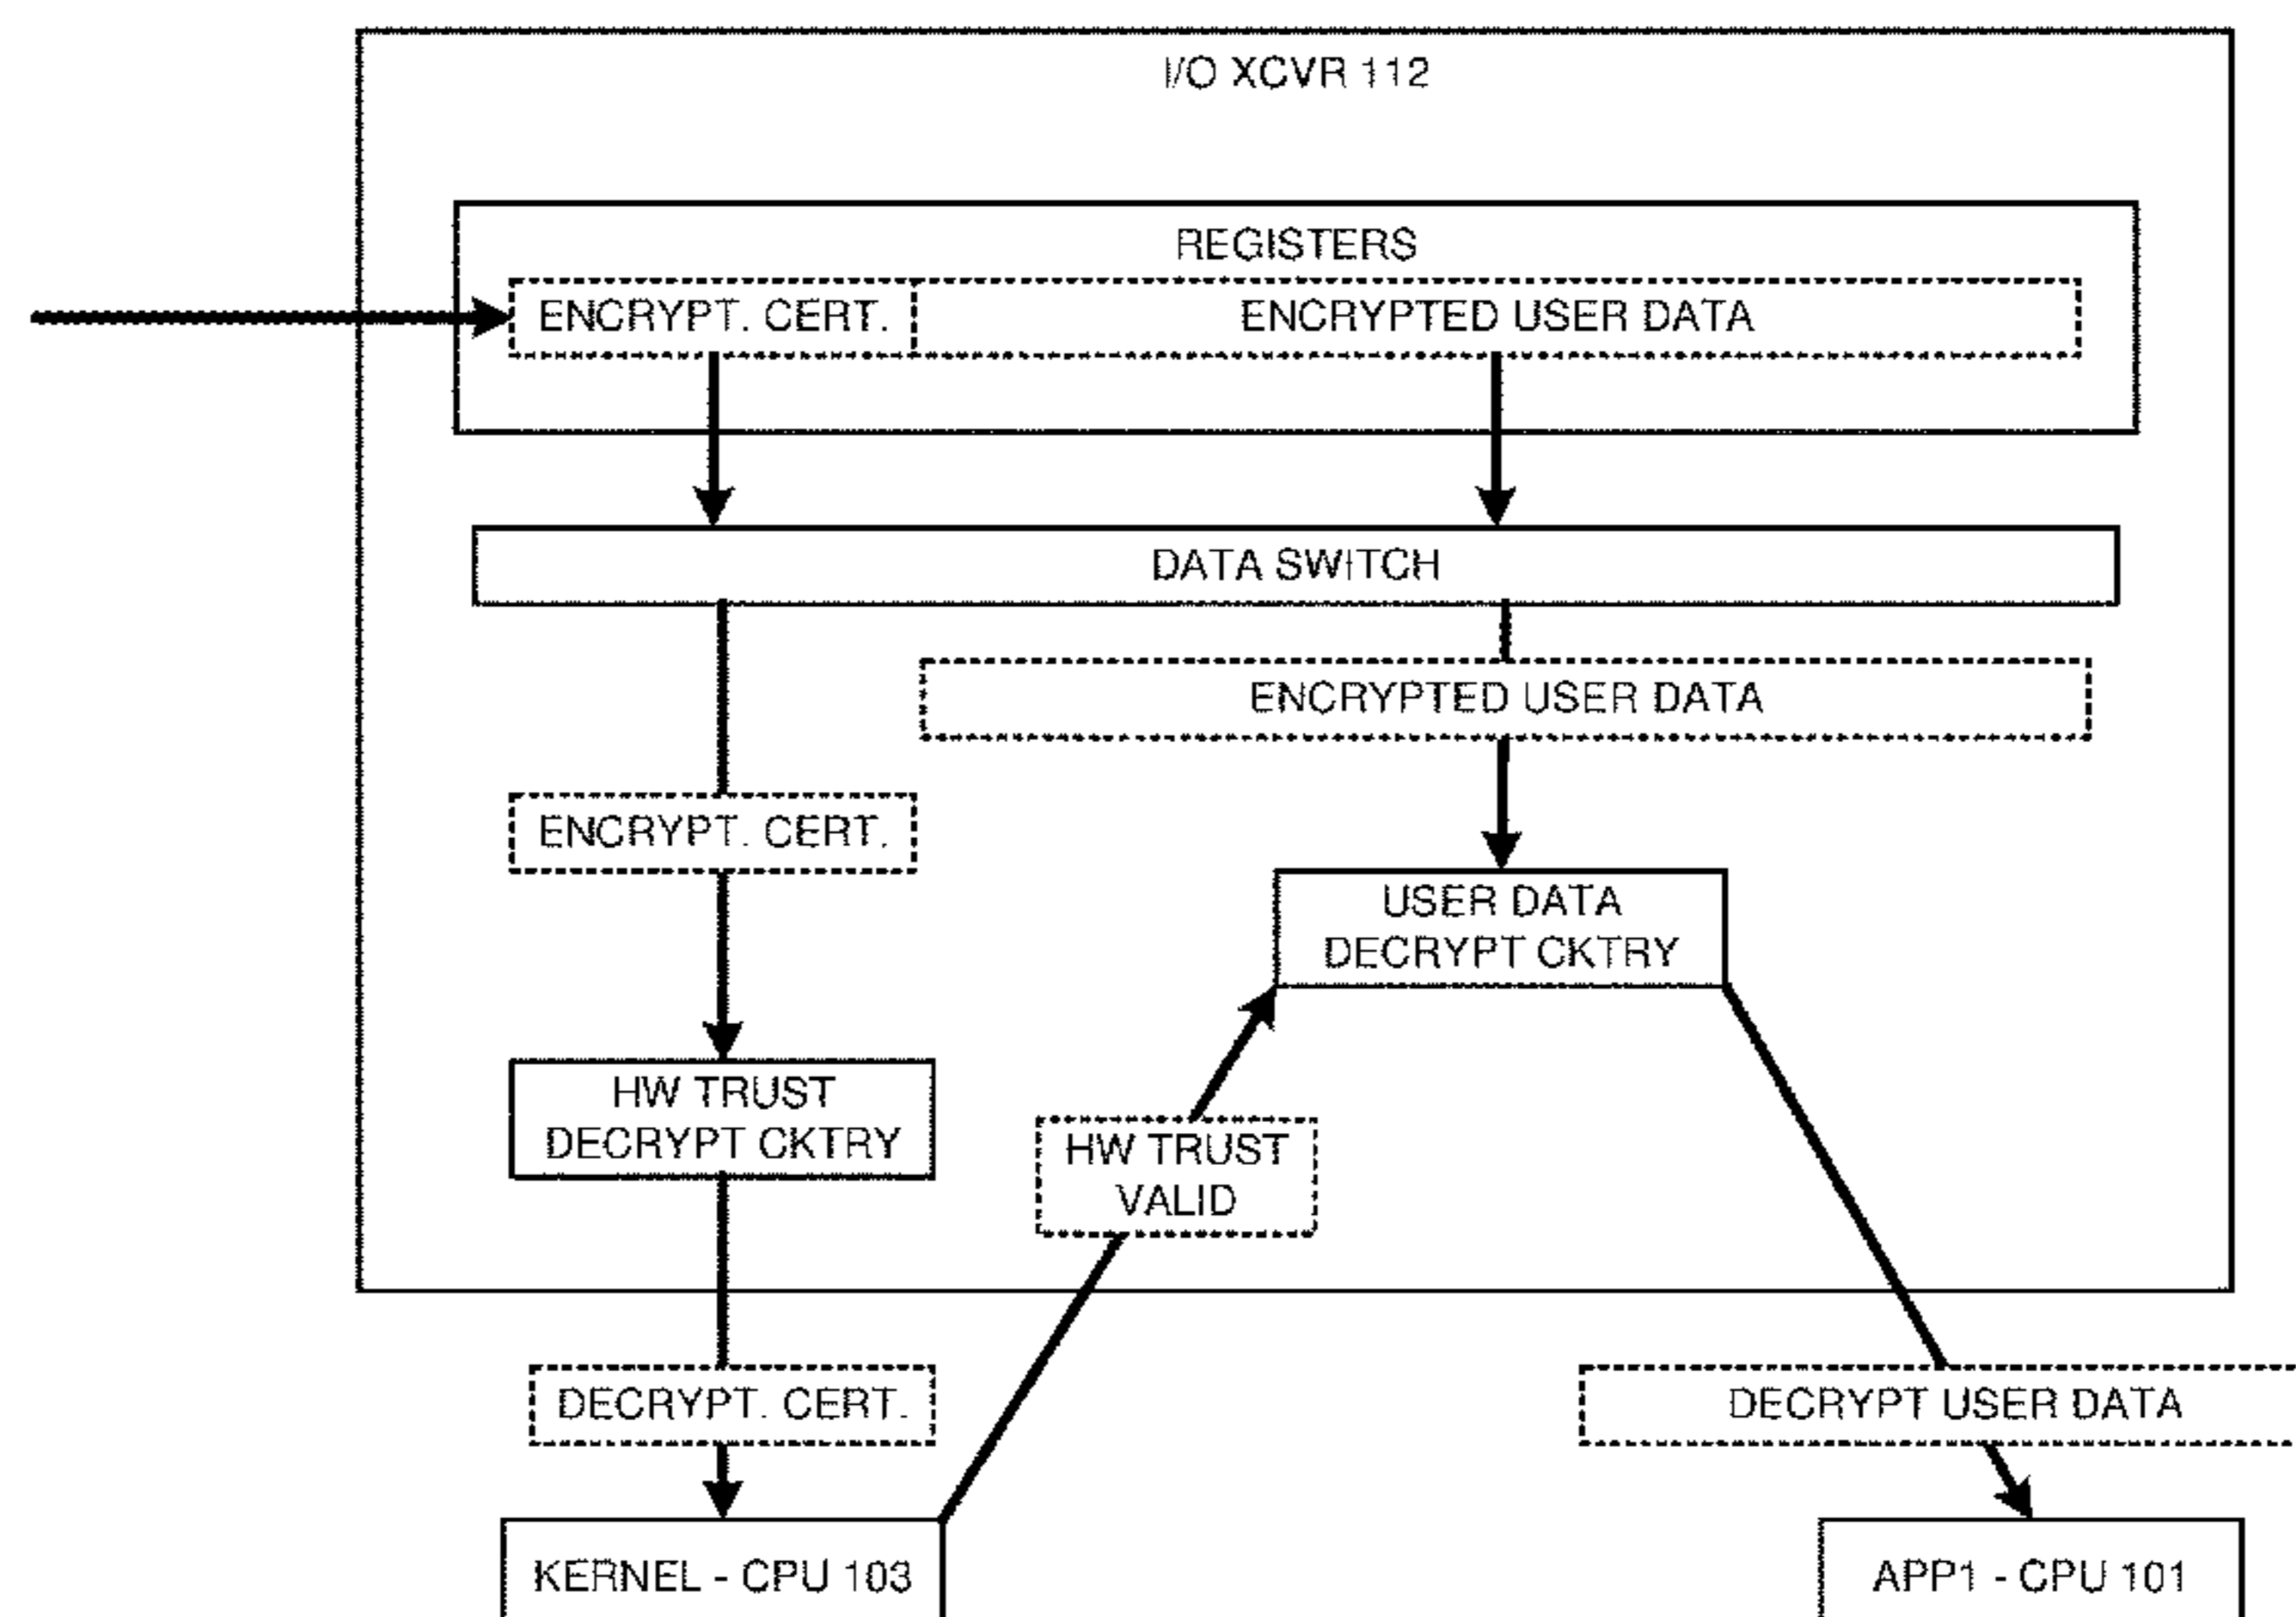 I/O XCVR 112
REGISTERS
ENCRYPT. CERT.
ENCRYPTED USER DATA
DATA SWITCH
ENCRYPTED USER DATA
ENCRYPT. CERT.
USER DATA
DECRYPT CKTRY
HW TRUST
DECRYPT CKTRY
HW TRUST
VALID
DECRYPT. CERT.
DECRYPT USER DATA
KERNEL - CPU 103
APP1 - CPU 101